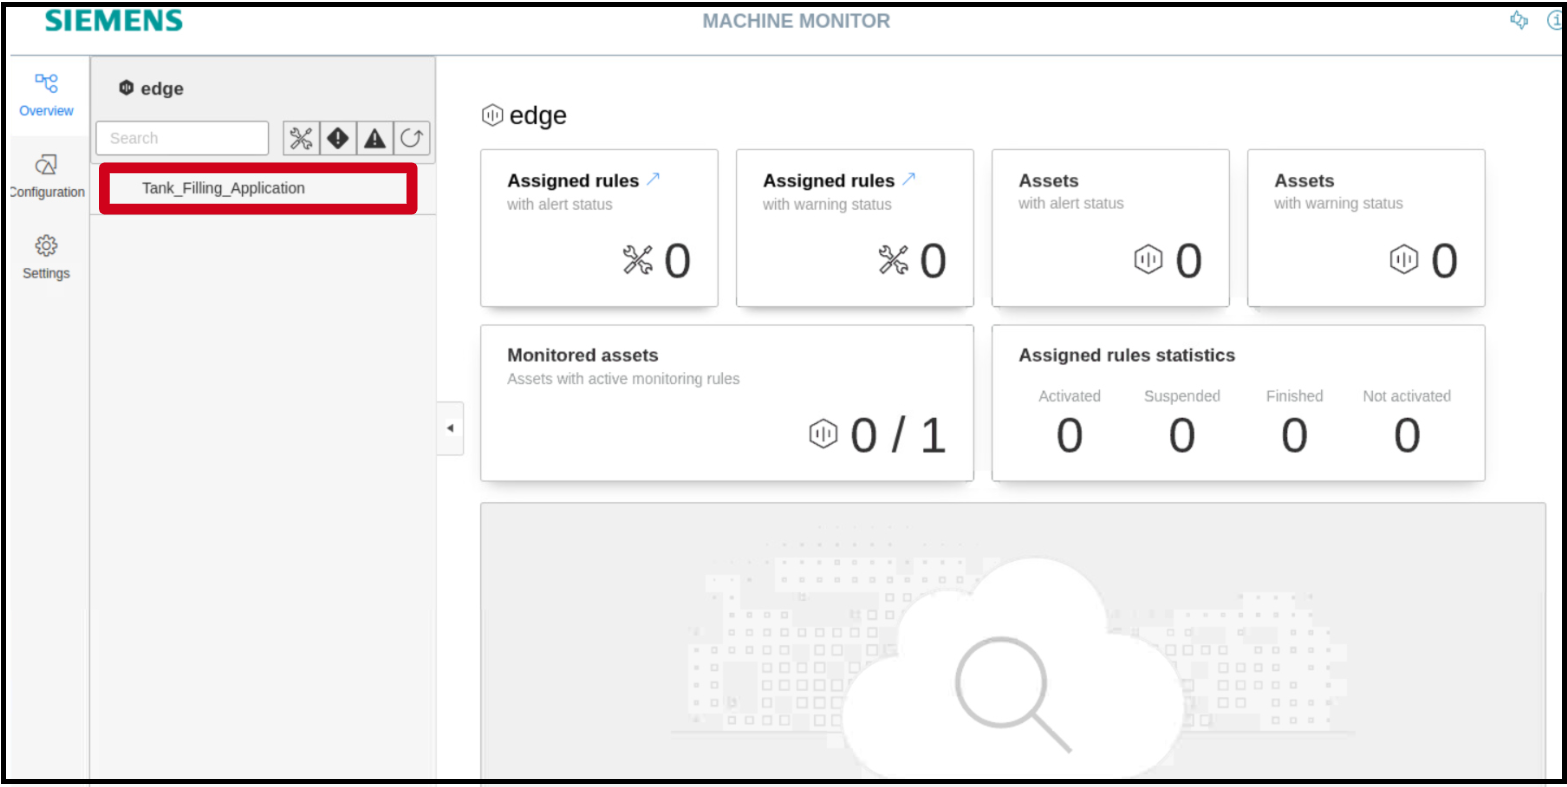 SIEMENS
MACHINE MONITOR
Overview
Configuration
Settings
edge
Search
Tank_Filling_Application
edge
Assigned rules
with alert status
0
Assigned rules
with warning status
0
Assets
with alert status
0
Assets
with warning status
0
Monitored assets
Assets with active monitoring rules
0 / 1
Assigned rules statistics
Activated Suspended Finished Not activated
0 0 0 0